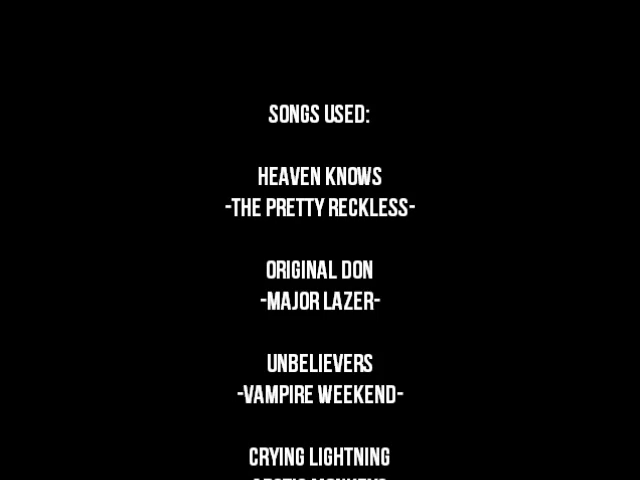 SONGS USED:
HEAVEN KNOWS
-THE PRETTY RECKLESS-
ORIGINAL DON
-MAJOR LAZER-
UNBELIEVERS
-VAMPIRE WEEKEND-
CRYING LIGHTNING